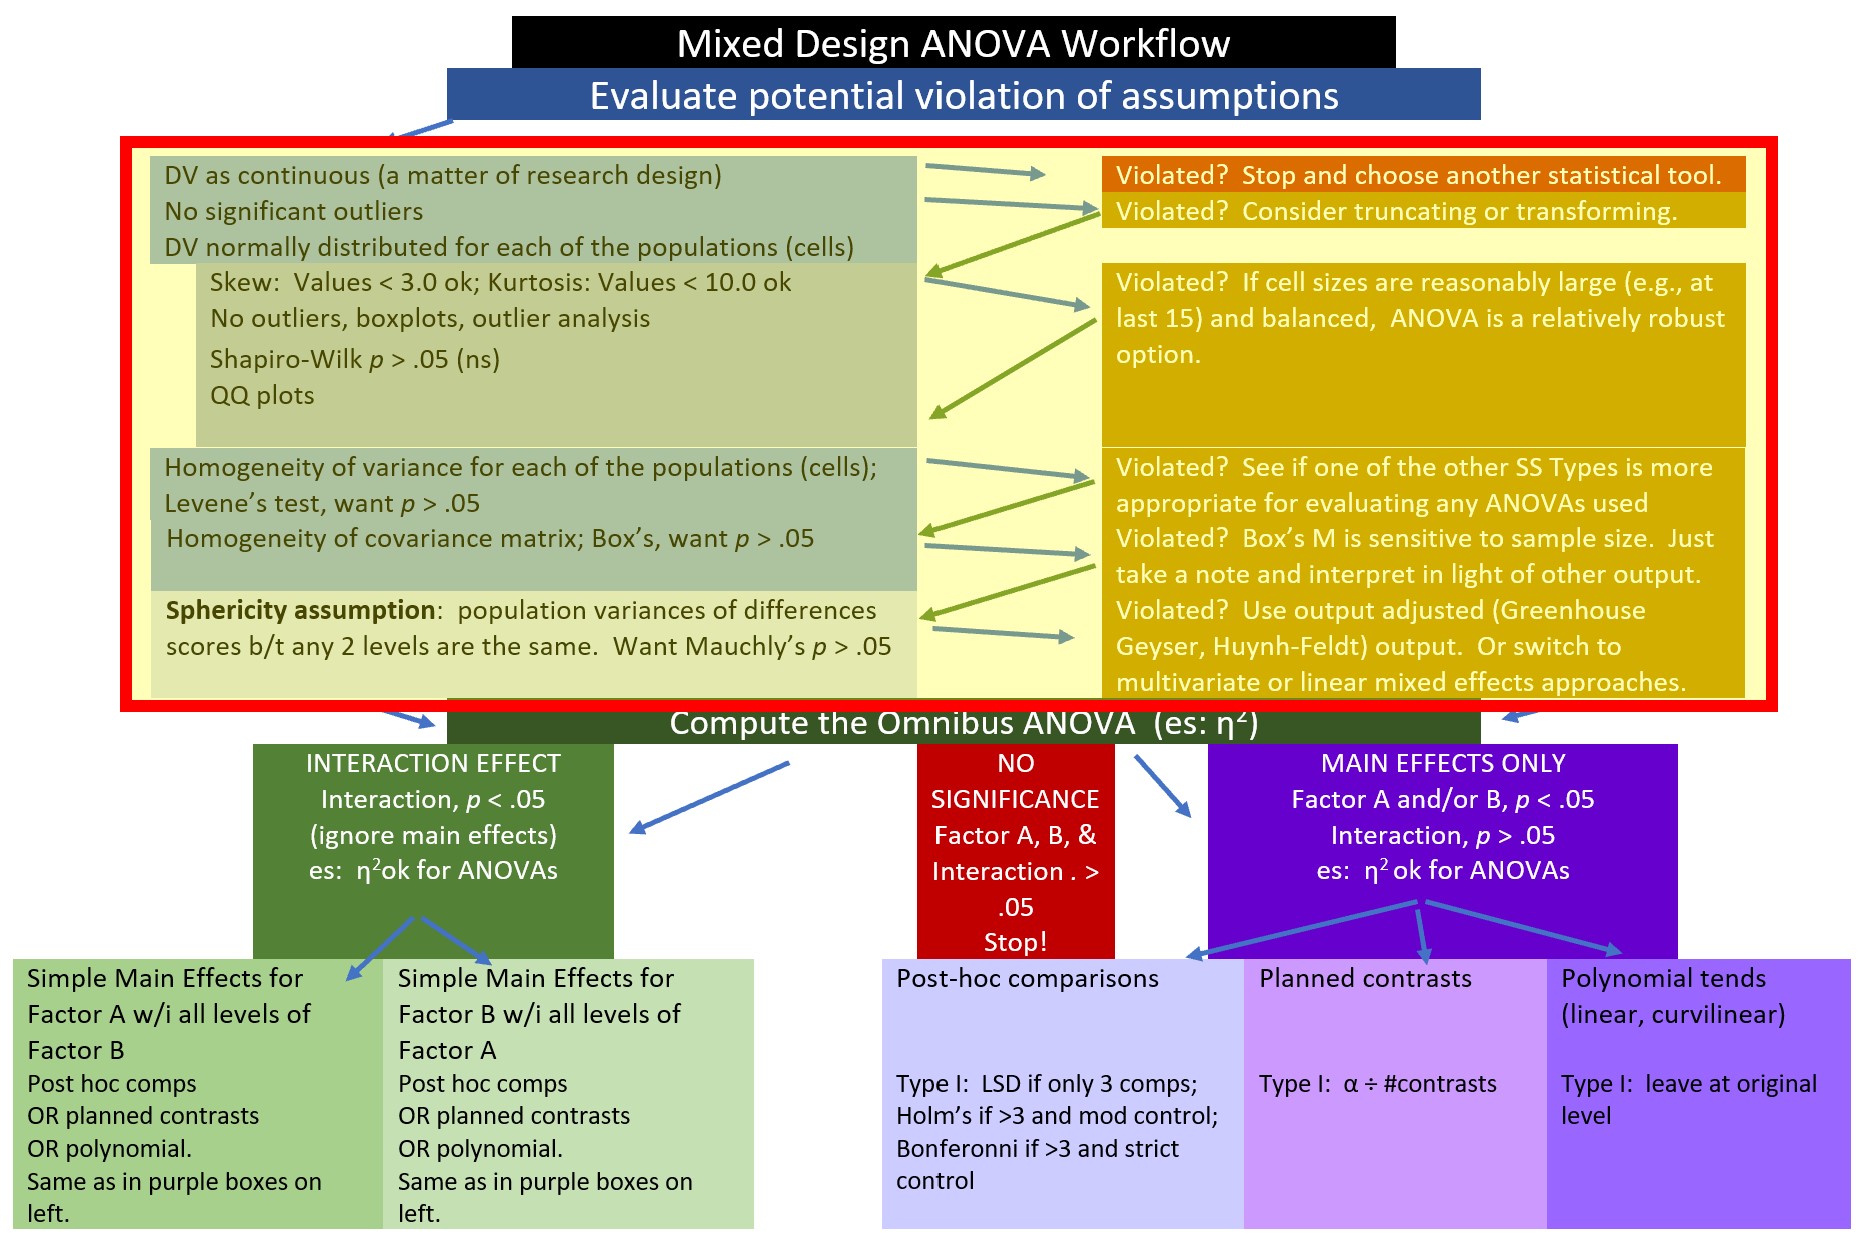 Mixed Design ANOVA Workflow
Evaluate potential violation of assumptions
DV as continuous (a matter of research design)
Violated?  Stop and choose another statistical tool.
No significant outliers
Violated?  Consider truncating or transforming.
DV normally distributed for each of the populations (cells)
Skew:  Values < 3.0 ok; Kurtosis: Values < 10.0 ok
No outliers, boxplots, outlier analysis
Shapiro-Wilk p > .05 (ns)
QQ plots
Violated?  If cell sizes are reasonably large (e.g., at
last 15) and balanced,  ANOVA is a relatively robust
option.
Homogeneity of variance for each of the populations (cells);
Levene's test, want p > .05
Violated?  See if one of the other SS Types is more
appropriate for evaluating any ANOVAs used
Homogeneity of covariance matrix; Box's, want p > .05
Violated?  Box's M is sensitive to sample size.  Just
take a note and interpret in light of other output.
Sphericity assumption:  population variances of differences
scores b/t any 2 levels are the same.  Want Mauchly's p > .05
Violated?  Use output adjusted (Greenhouse
Geyser, Huynh-Feldt) output.  Or switch to
multivariate or linear mixed effects approaches.
Compute the Omnibus ANOVA  (es: η²)
INTERACTION EFFECT
Interaction, p < .05
(ignore main effects)
es:  η²ok for ANOVAs
NO
SIGNIFICANCE
Factor A, B, &
Interaction . >
.05
Stop!
MAIN EFFECTS ONLY
Factor A and/or B, p < .05
Interaction, p > .05
es:  η² ok for ANOVAs
Simple Main Effects for
Factor A w/i all levels of
Factor B
Post hoc comps
OR planned contrasts
OR polynomial.
Same as in purple boxes on
left.
Simple Main Effects for
Factor B w/i all levels of
Factor A
Post hoc comps
OR planned contrasts
OR polynomial.
Same as in purple boxes on
left.
Post-hoc comparisons
Type I:  LSD if only 3 comps;
Holm's if >3 and mod control;
Bonferonni if >3 and strict
control
Planned contrasts
Type I:  α ÷ #contrasts
Polynomial tends
(linear, curvilinear)
Type I:  leave at original
level